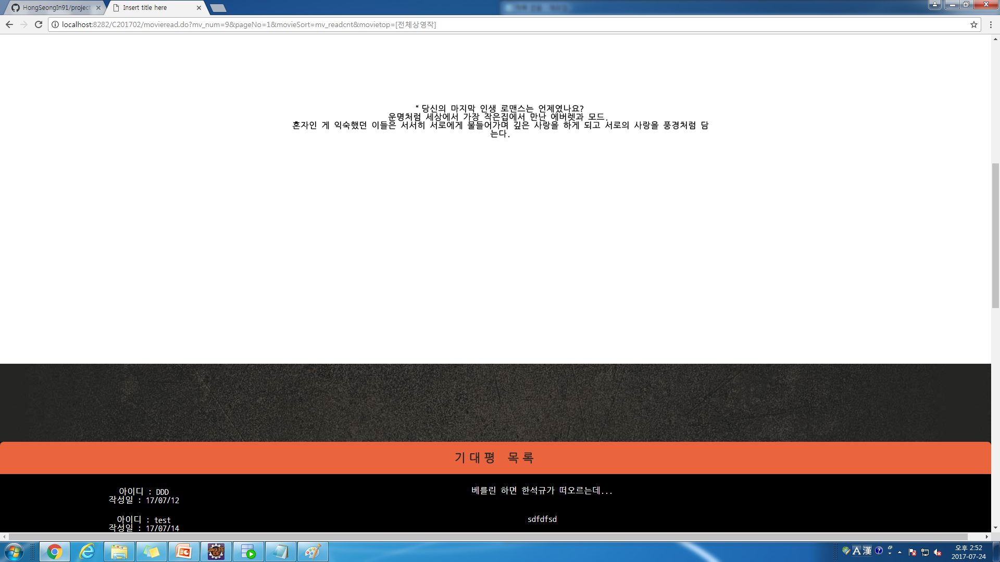 HongSeongIn91/project
Insert title here
localhost:8282/C201702/movieread.do?mv_num=9&pageNo=1&movieSort=mv_readcnt&movietop=[전체상영작]
“ 당신의 마지막 인생 로맨스는 언제였나요?
운명처럼 세상에서 가장 작은집에서 만난 에버렛과 모드.
혼자인 게 익숙했던 이들은 서서히 서로에게 물들어가며 깊은 사랑을 하게 되고 서로의 사랑을 풍경처럼 담
는다.
기대평 목록
아이디 : DDD
작성일 : 17/07/12
베를린 하면 한석규가 떠오르는데...
아이디 : test
작성일 : 17/07/14
sdfdfsd
Java EE
IDE
A 漢
오후 2:52
2017-07-24